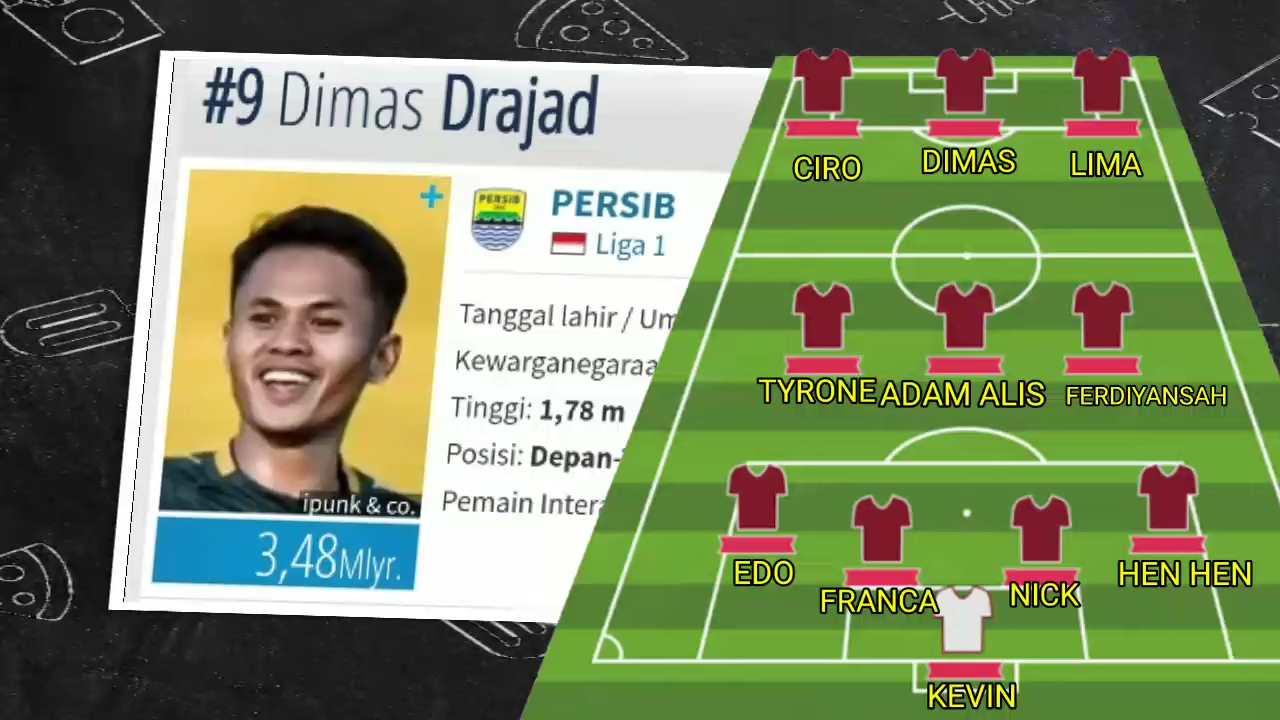 #9 Dimas Drajad
PERSIB
PERSIB
Liga 1
Tanggal lahir / Um
Kewarganegaraa
Tinggi: 1,78 m
Posisi: Depan-
Pemain Intera
ipunk & co.
3,48Mlyr.
CIRO DIMAS LIMA
TYRONE ADAM ALIS FERDIYANSAH
EDO FRANCA NICK HEN HEN
KEVIN